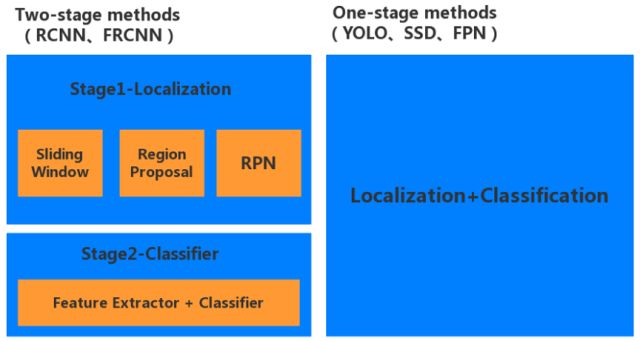 Two-stage methods
（RCNN、FRCNN）
Stage1-Localization
Sliding
Window
Region
Proposal
RPN
Stage2-Classifier
Feature Extractor + Classifier
One-stage methods
（YOLO、SSD、FPN）
Localization+Classification